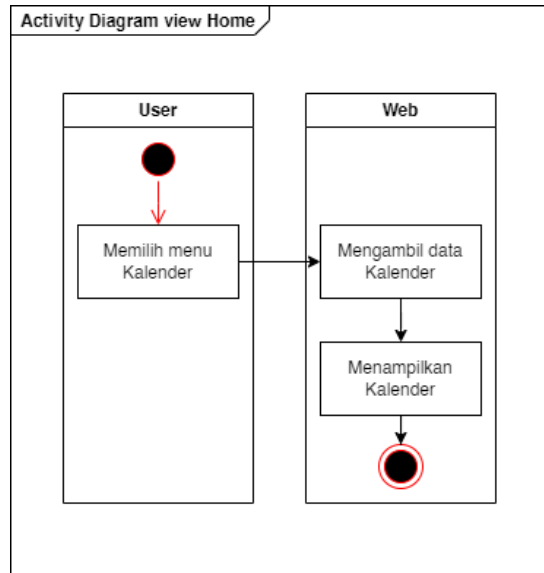 Activity Diagram view Home
User
Web
Memilih menu
Kalender
Mengambil data
Kalender
Menampilkan
Kalender